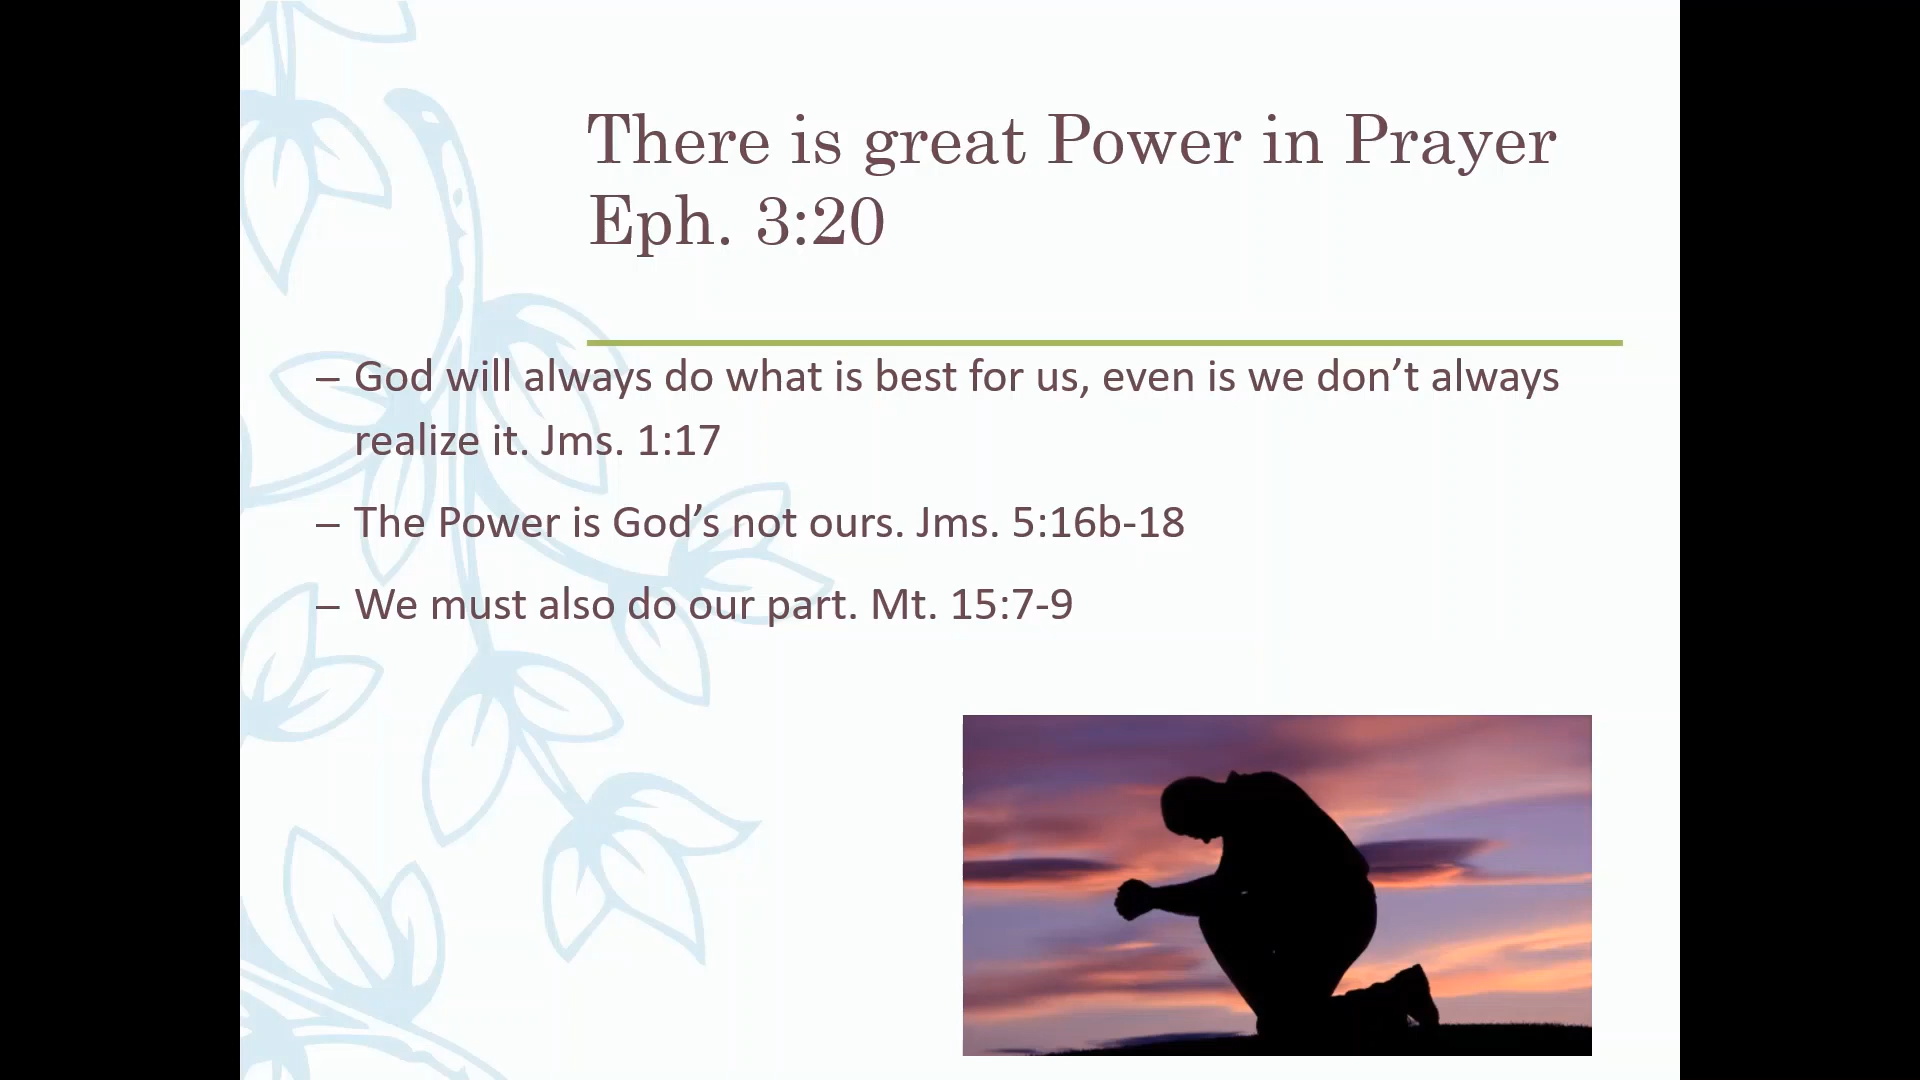 There is great Power in Prayer
Eph. 3:20
– God will always do what is best for us, even is we don’t always
realize it. Jms. 1:17
– The Power is God’s not ours. Jms. 5:16b-18
– We must also do our part. Mt. 15:7-9